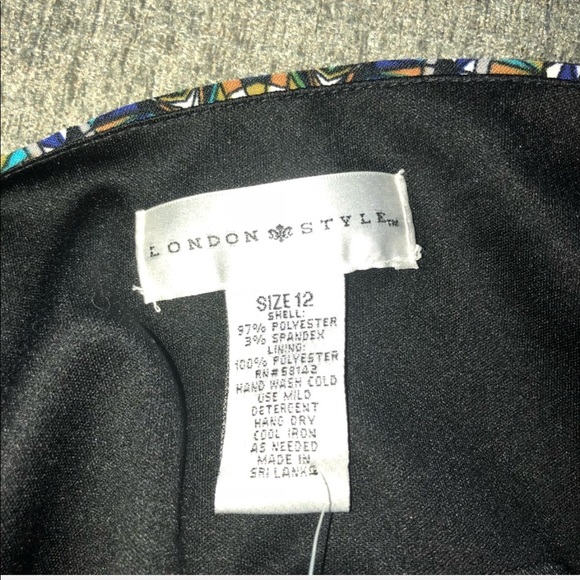 LONDON STYLE™
SIZE 12
SHELL:
97% POLYESTER
3% SPANDEX
LINING:
100% POLYESTER
RN# 58142
HAND WASH COLD
USE MILD
DETERGENT
HANG DRY
COOL IRON
AS NEEDED
MADE IN
SRI LANKA